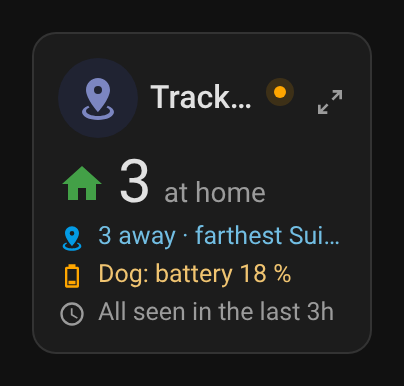 Track...
3 at home
3 away · farthest Sui...
Dog: battery 18 %
All seen in the last 3h